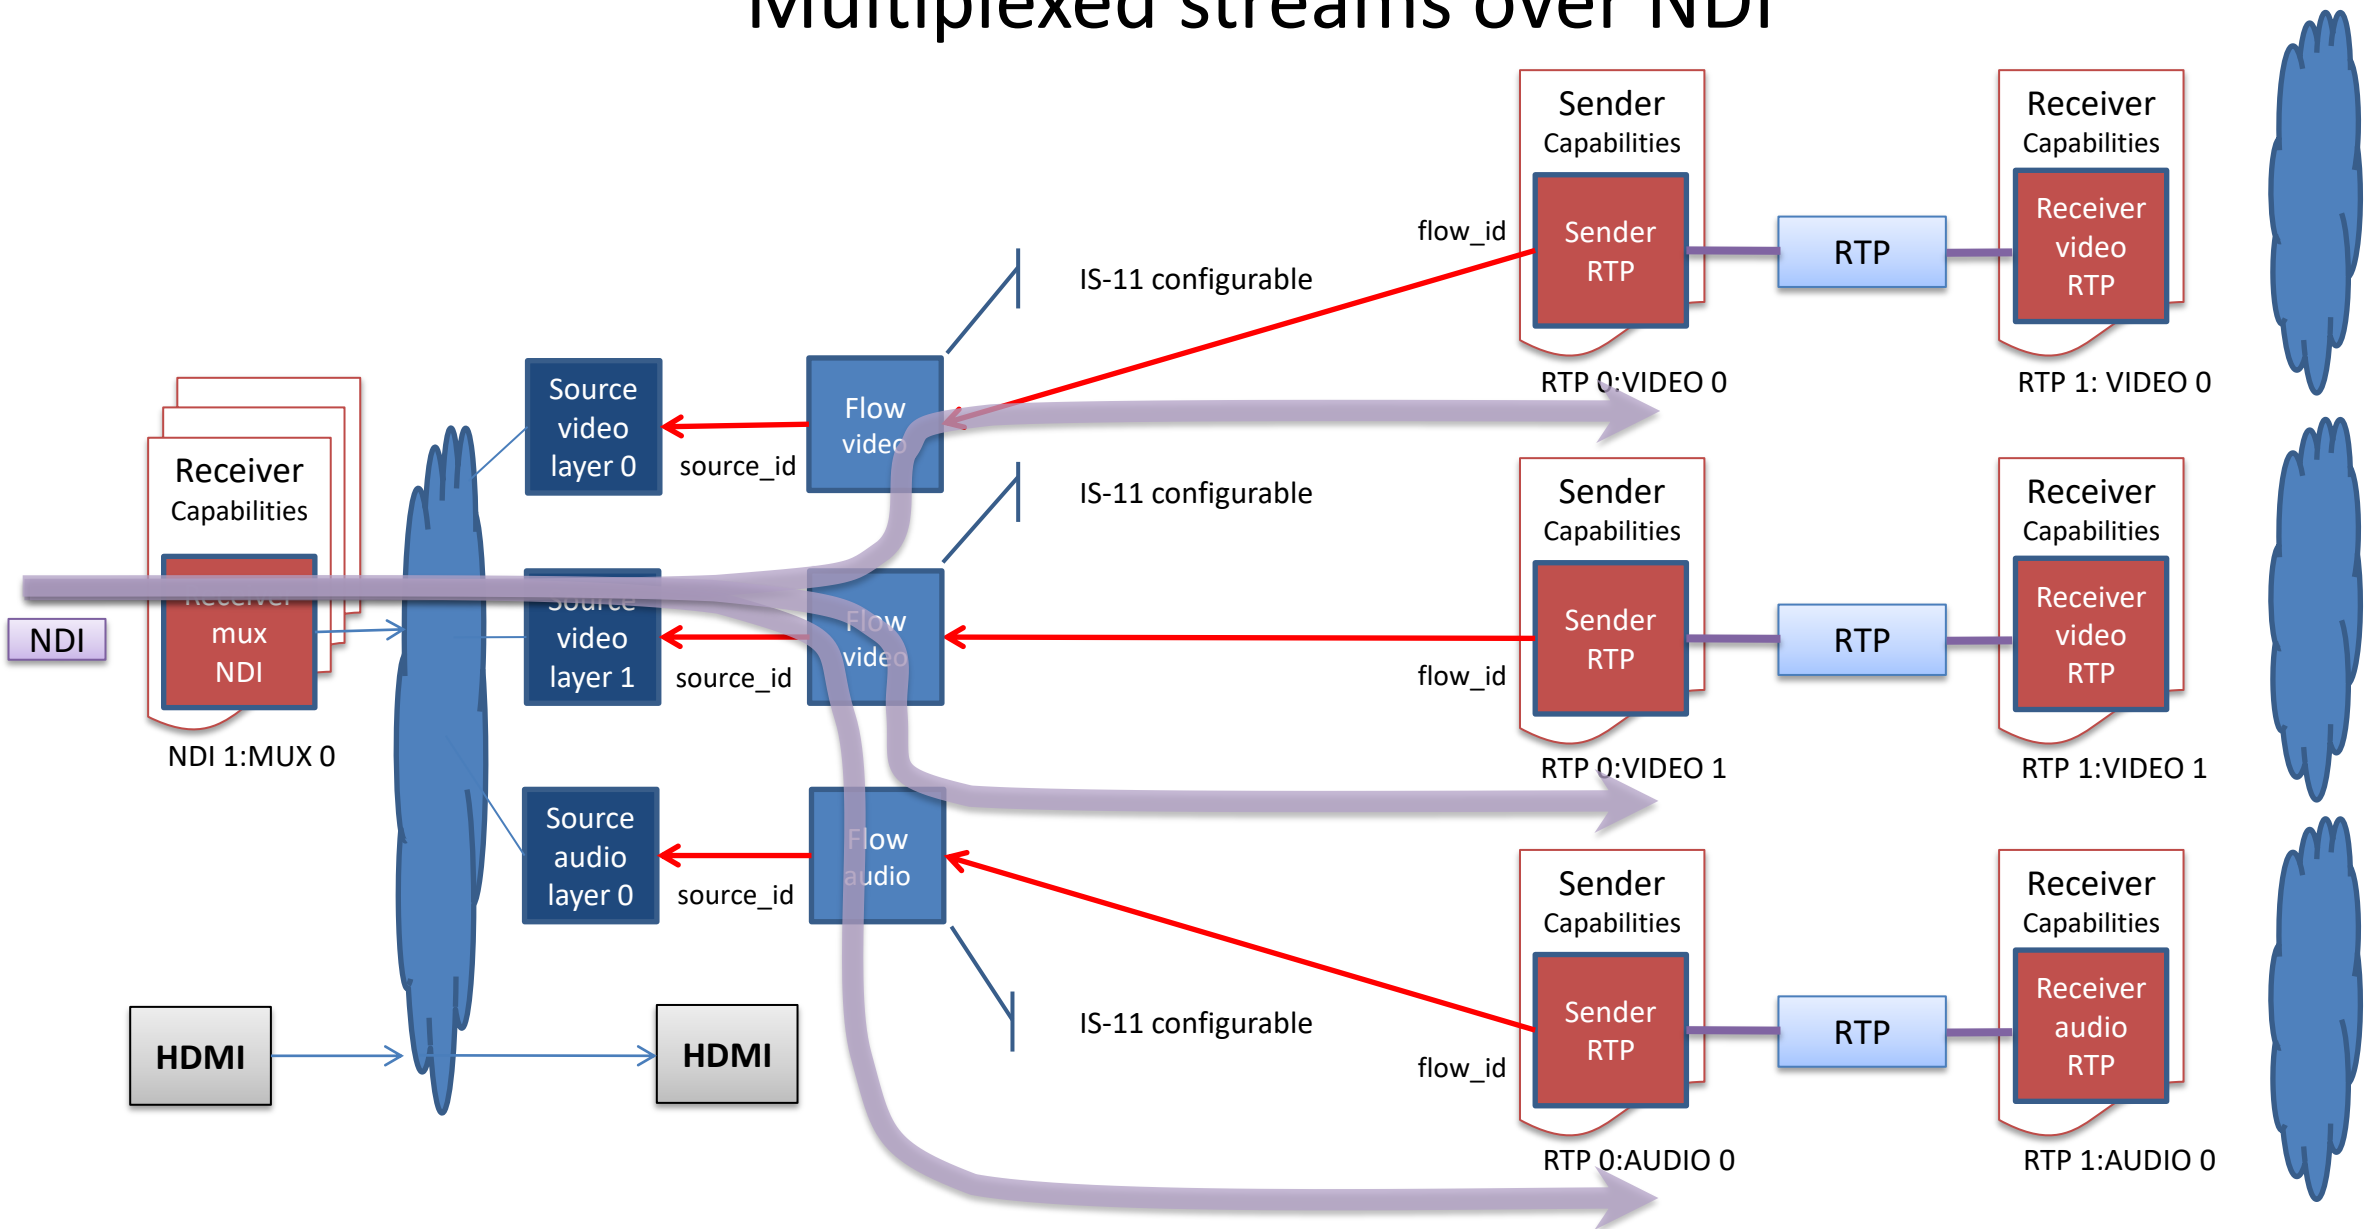 Multiplexed streams over NDI
Sender
Capabilities
Sender
RTP
flow_id
RTP
Receiver
Capabilities
Receiver
video
RTP
RTP 0:VIDEO 0
RTP 1: VIDEO 0
IS-11 configurable
Source
video
layer 0
source_id
Flow
video
Receiver
Capabilities
Receiver
mux
NDI
NDI
NDI 1:MUX 0
IS-11 configurable
Source
video
layer 1
source_id
Flow
video
Sender
Capabilities
Sender
RTP
flow_id
RTP
Receiver
Capabilities
Receiver
video
RTP
RTP 0:VIDEO 1
RTP 1:VIDEO 1
Source
audio
layer 0
source_id
Flow
audio
IS-11 configurable
Sender
Capabilities
Sender
RTP
flow_id
RTP
Receiver
Capabilities
Receiver
audio
RTP
RTP 0:AUDIO 0
RTP 1:AUDIO 0
HDMI
HDMI